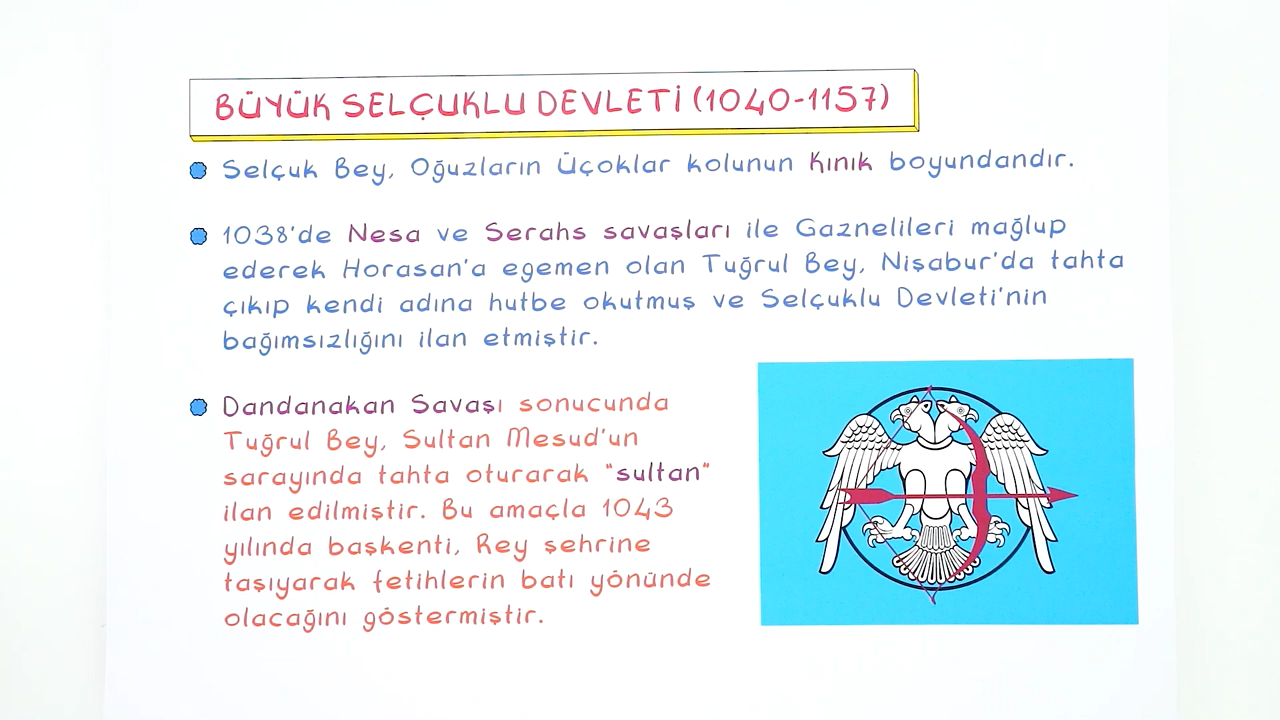 BÜYÜK SELÇUKLU DEVLETİ (1040-1157)
Selçuk Bey, Oğuzların Üçoklar kolunun Kınık boyundandır.
1038'de Nesa ve Serahs savaşları ile Gaznelileri mağlup
ederek Horasan'a egemen olan Tuğrul Bey, Nişabur'da tahta
çıkıp kendi adına hutbe okutmuş ve Selçuklu Devleti'nin
bağımsızlığını ilan etmiştir.
Dandanakan Savaşı sonucunda
Tuğrul Bey, Sultan Mesud'un
sarayında tahta oturarak "sultan"
ilan edilmiştir. Bu amaçla 1043
yılında başkenti, Rey şehrine
taşıyarak fetihlerin batı yönünde
olacağını göstermiştir.